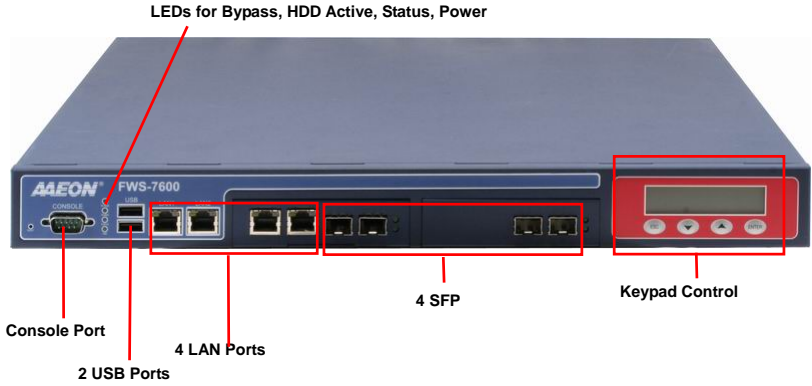 LEDs for Bypass, HDD Active, Status, Power
AAEON®
FWS-7600
CONSOLE
USB
ESC
ENTER
4 SFP
Keypad Control
Console Port
4 LAN Ports
2 USB Ports